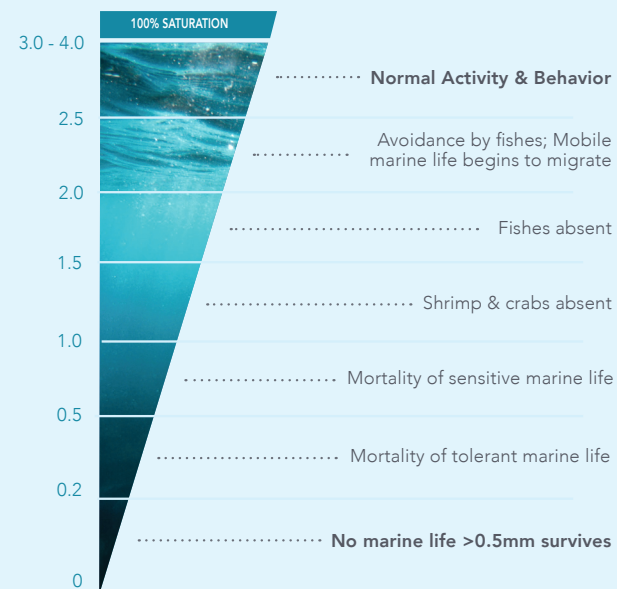 100% SATURATION
3.0 - 4.0
Normal Activity & Behavior
2.5
Avoidance by fishes; Mobile
marine life begins to migrate
2.0
Fishes absent
1.5
Shrimp & crabs absent
1.0
Mortality of sensitive marine life
0.5
Mortality of tolerant marine life
0.2
No marine life >0.5mm survives
0